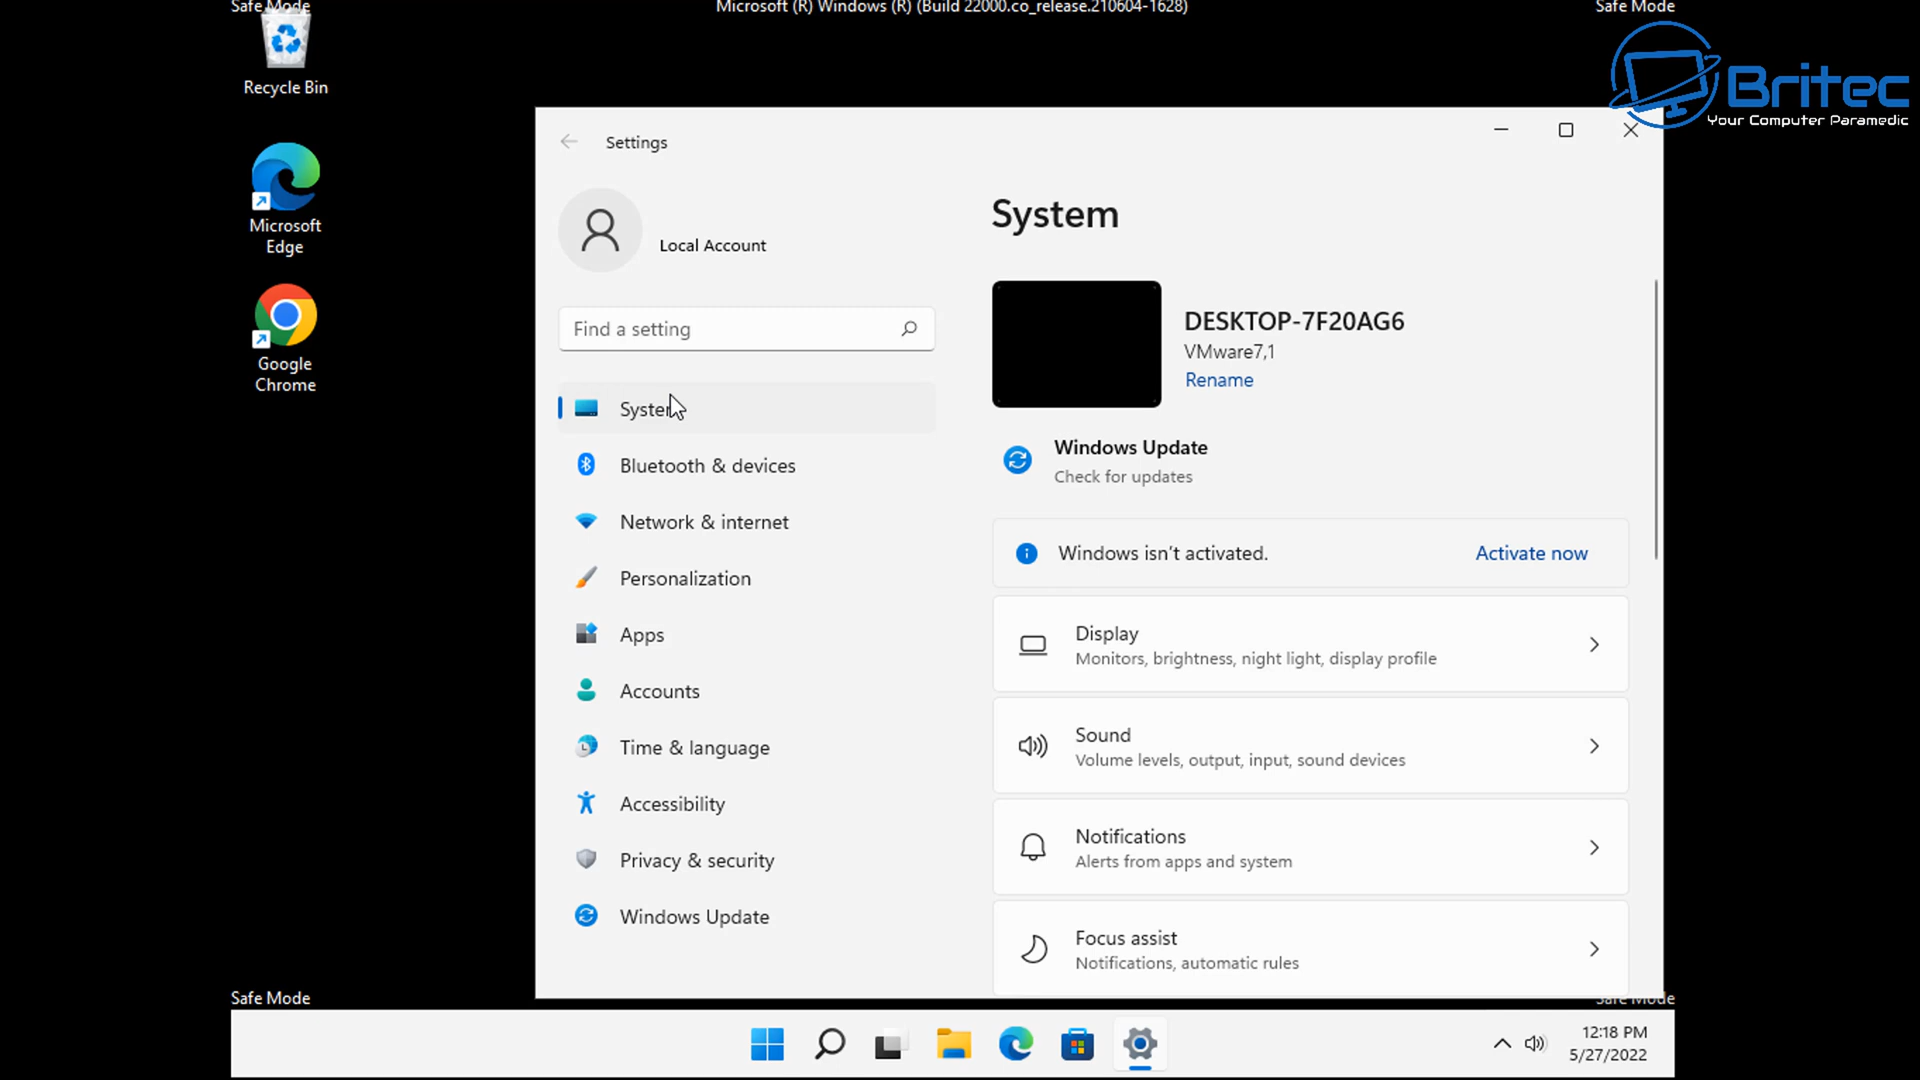 Safe Mode
Microsoft (R) Windows (R) (Build 22000.co_release.210604-1628)
Safe Mode
Britec
Your Computer Paramedic
Recycle Bin
Microsoft
Edge
Google
Chrome
Settings
Local Account
Find a setting
System
Bluetooth & devices
Network & internet
Personalization
Apps
Accounts
Time & language
Accessibility
Privacy & security
Windows Update
System
DESKTOP-7F20AG6
VMware7,1
Rename
Windows Update
Check for updates
Windows isn't activated.
Activate now
Display
Monitors, brightness, night light, display profile
Sound
Volume levels, output, input, sound devices
Notifications
Alerts from apps and system
Focus assist
Notifications, automatic rules
Safe Mode
Safe Mode
12:18 PM
5/27/2022